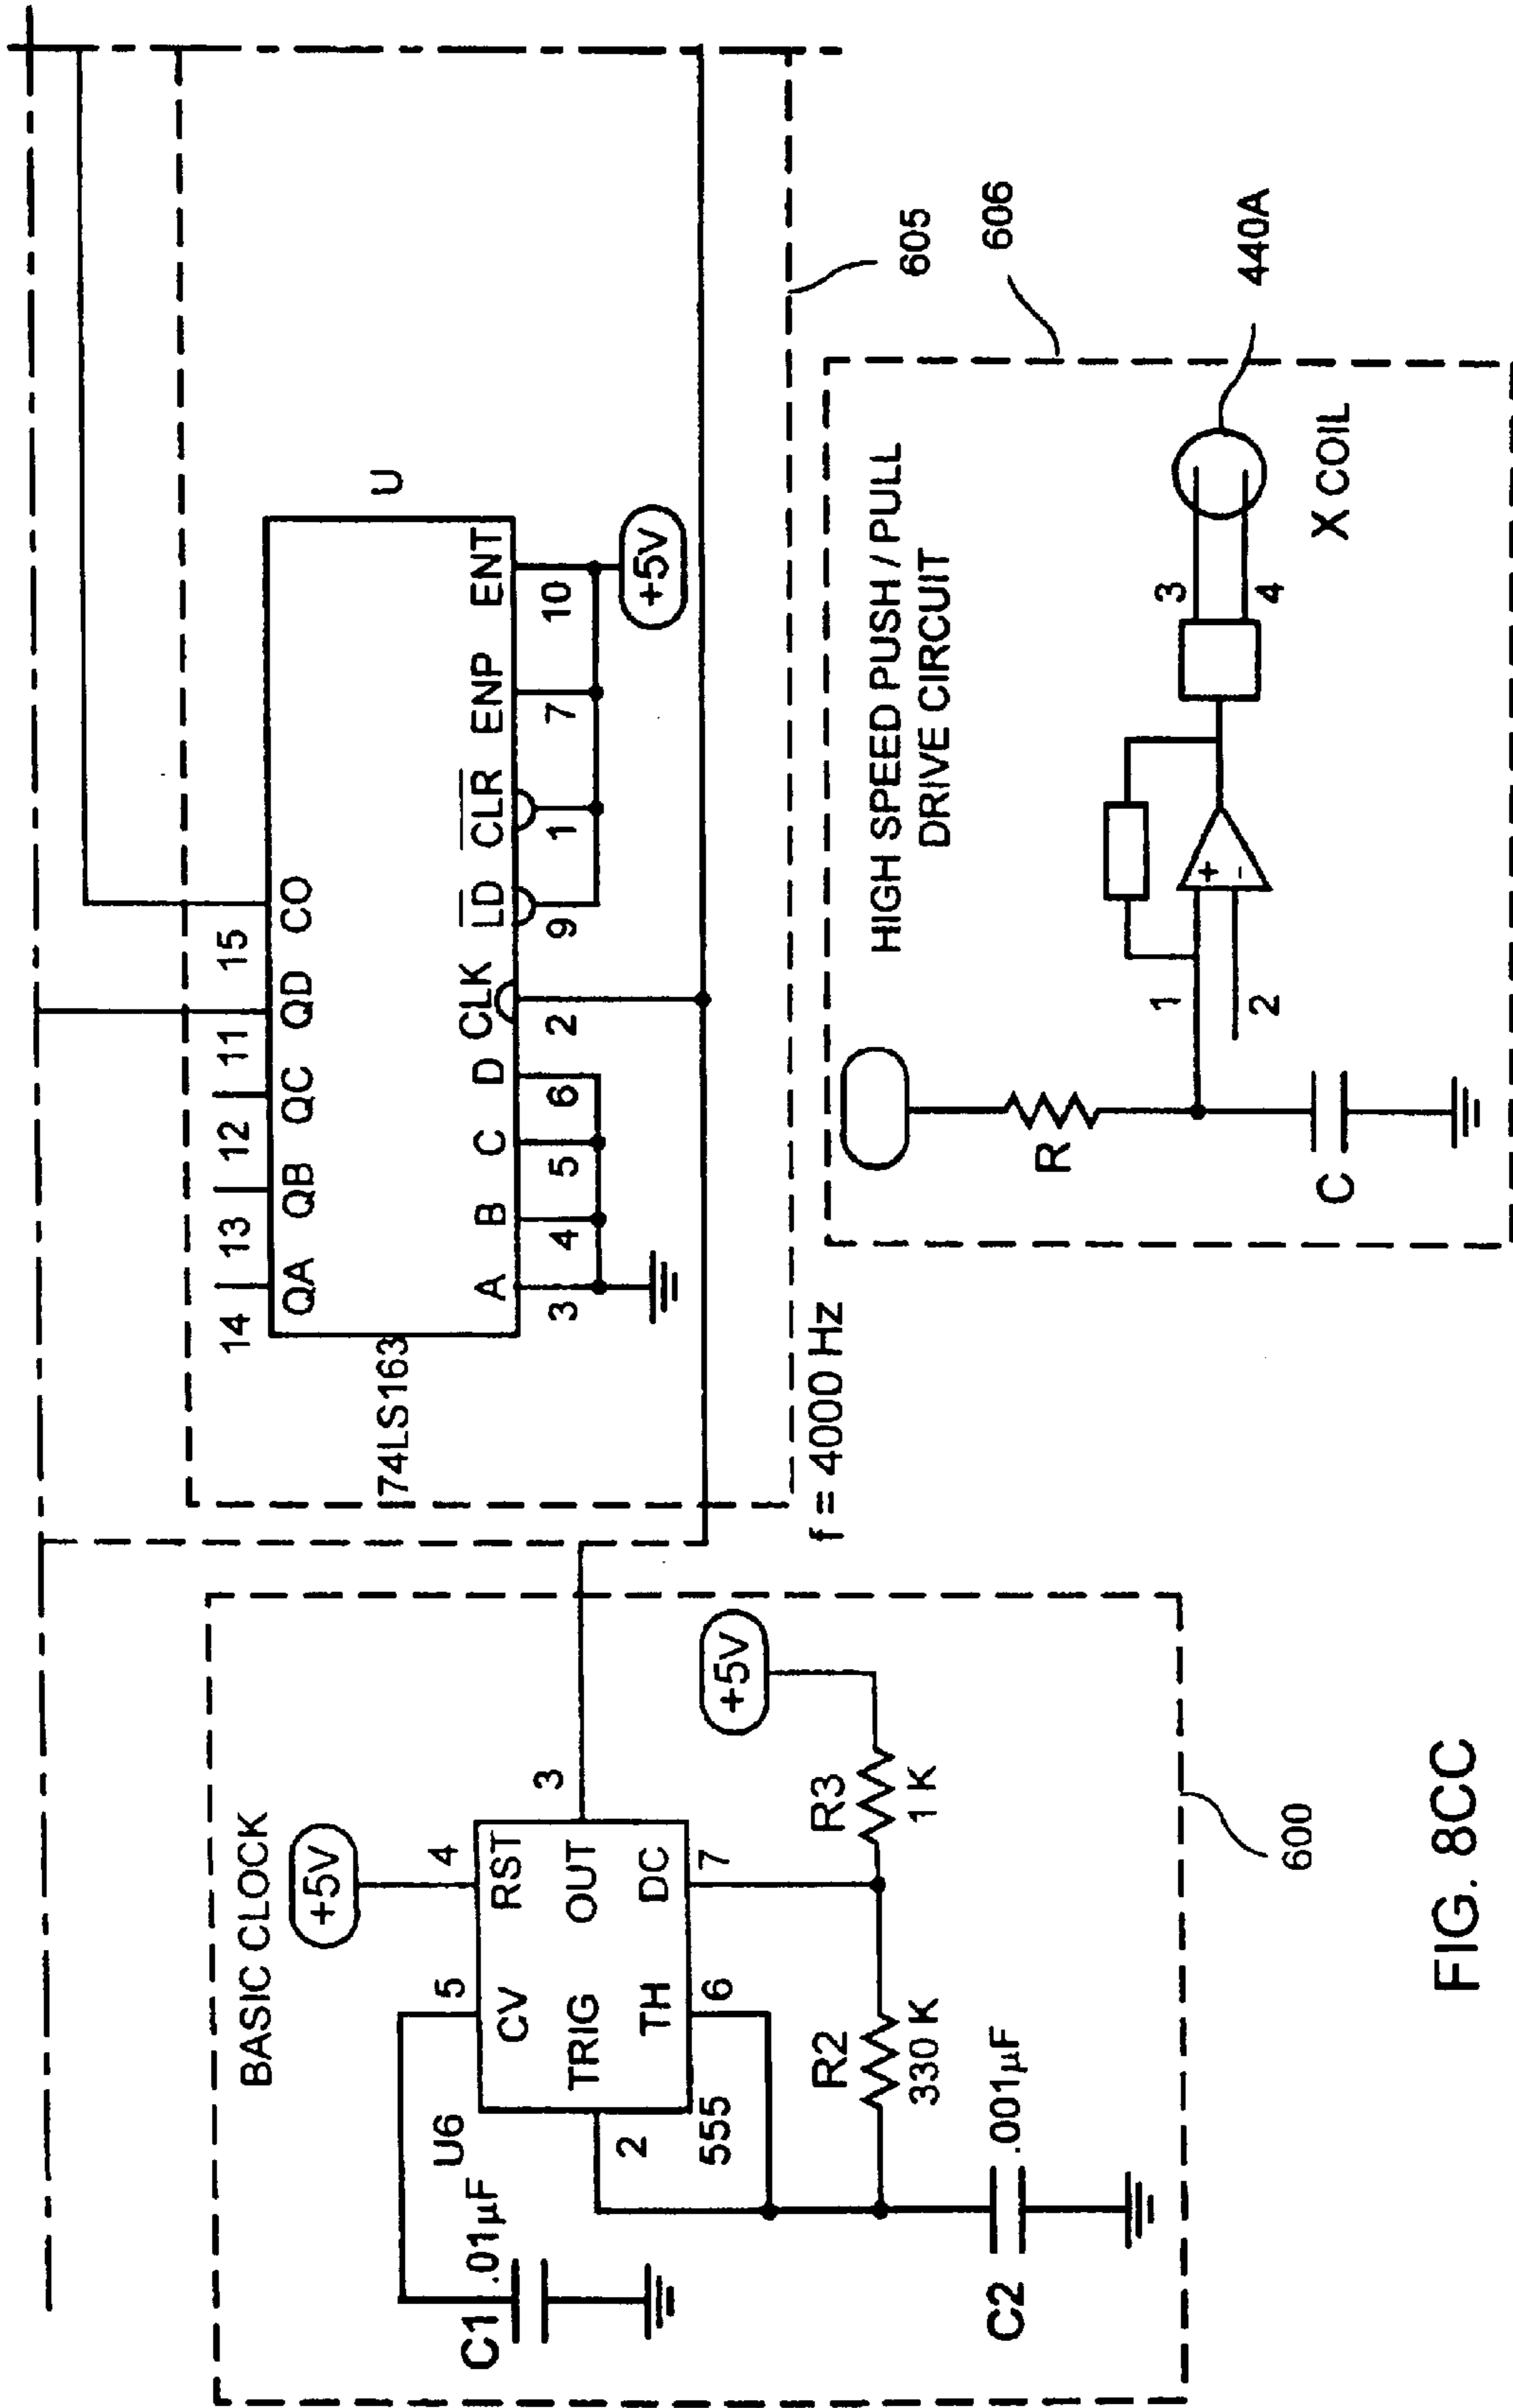 BASIC CLOCK
+5V
5
4
CV
RST
U6
TRIG
OUT
3
TH
DC
2
555
6
7
C1
.01µF
R2
330 K
R3
1 K
+5V
C2
.001µF
600
f = 4000 Hz
74LS163
U
14
13
12
11
15
QA
QB
QC
QD
CO
A
B
C
D
CLK
LD
CLR
ENP
ENT
3
4
5
6
2
9
1
7
10
+5V
605
HIGH SPEED PUSH / PULL
DRIVE CIRCUIT
606
R
C
1
2
+
-
3
4
440A
X COIL
FIG. 8CC